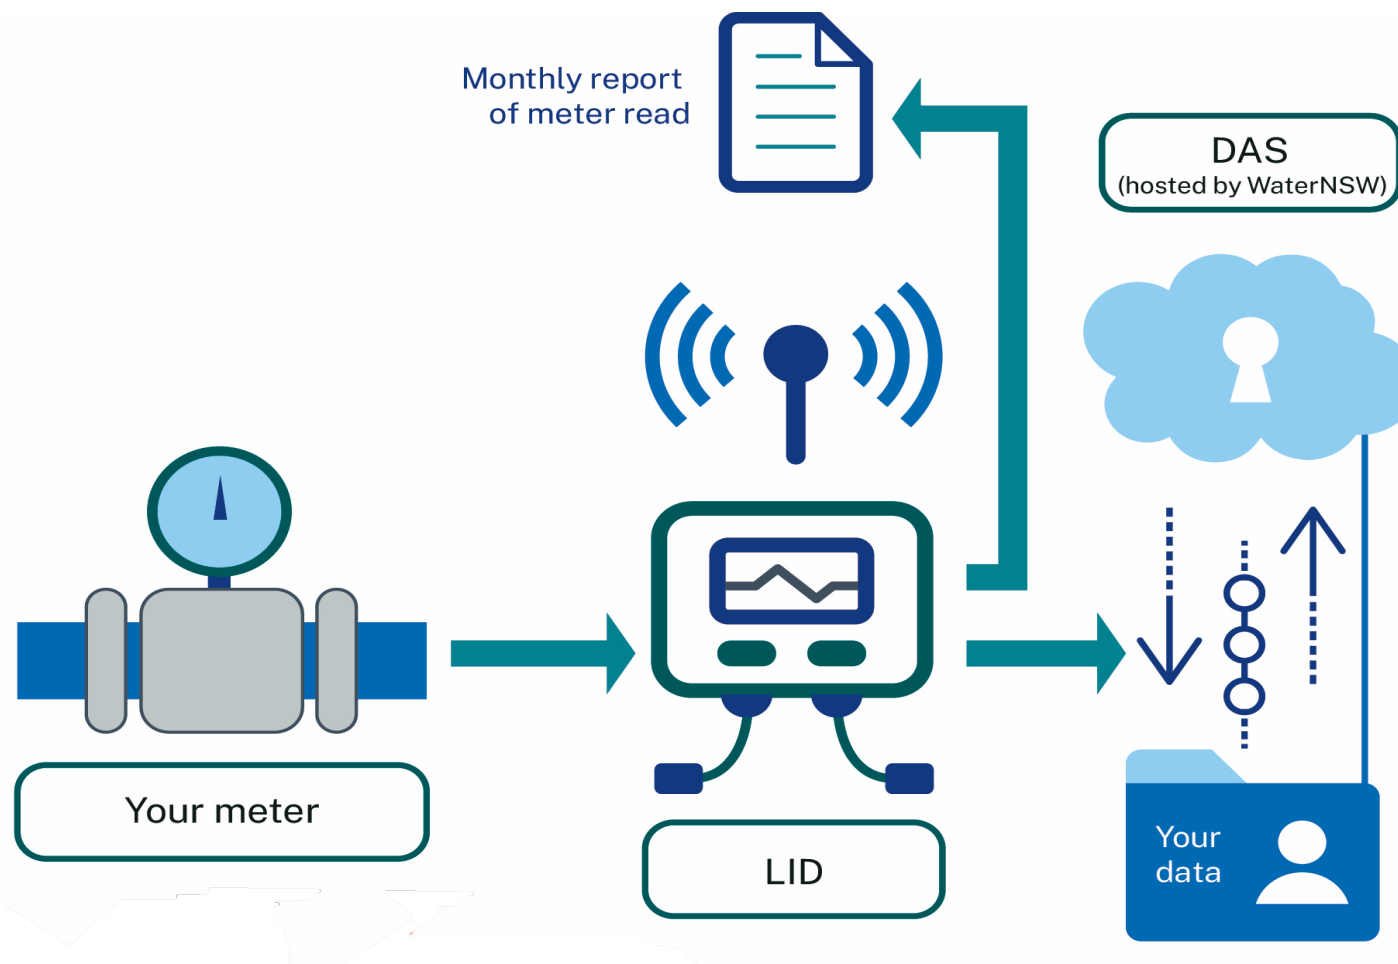 Monthly report
of meter read
DAS
(hosted by WaterNSW)
Your meter
LID
Your
data